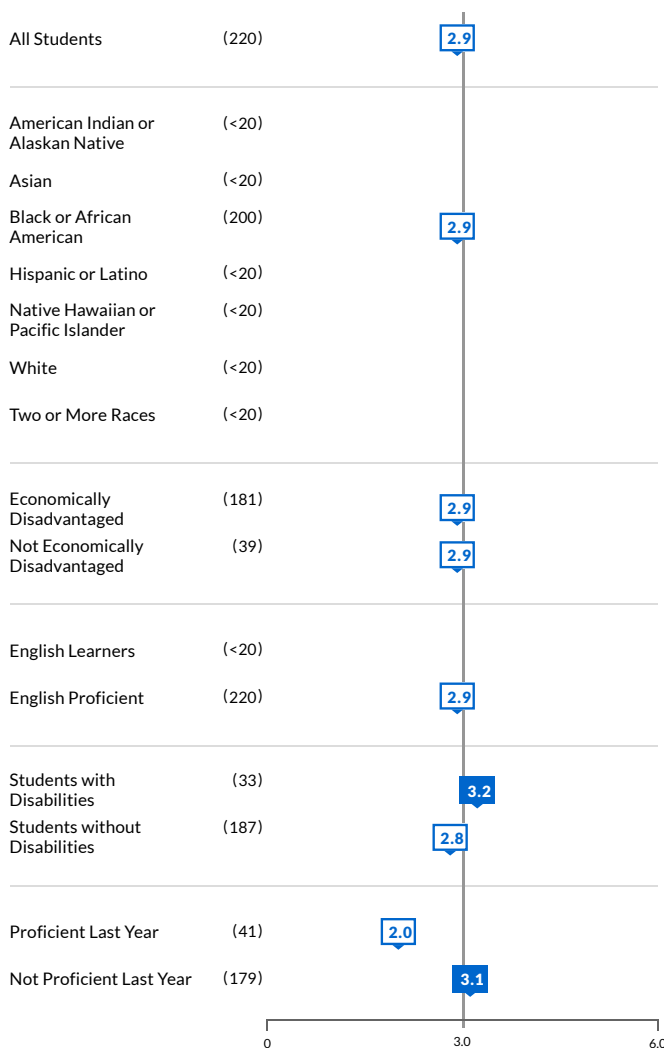 All Students (220) 2.9
American Indian or (<20)
Alaskan Native
Asian (<20)
Black or African (200) 2.9
American
Hispanic or Latino (<20)
Native Hawaiian or (<20)
Pacific Islander
White (<20)
Two or More Races (<20)
Economically (181) 2.9
Disadvantaged
Not Economically (39) 2.9
Disadvantaged
English Learners (<20)
English Proficient (220) 2.9
Students with (33) 3.2
Disabilities
Students without (187) 2.8
Disabilities
Proficient Last Year (41) 2.0
Not Proficient Last Year (179) 3.1
0 3.0 6.0